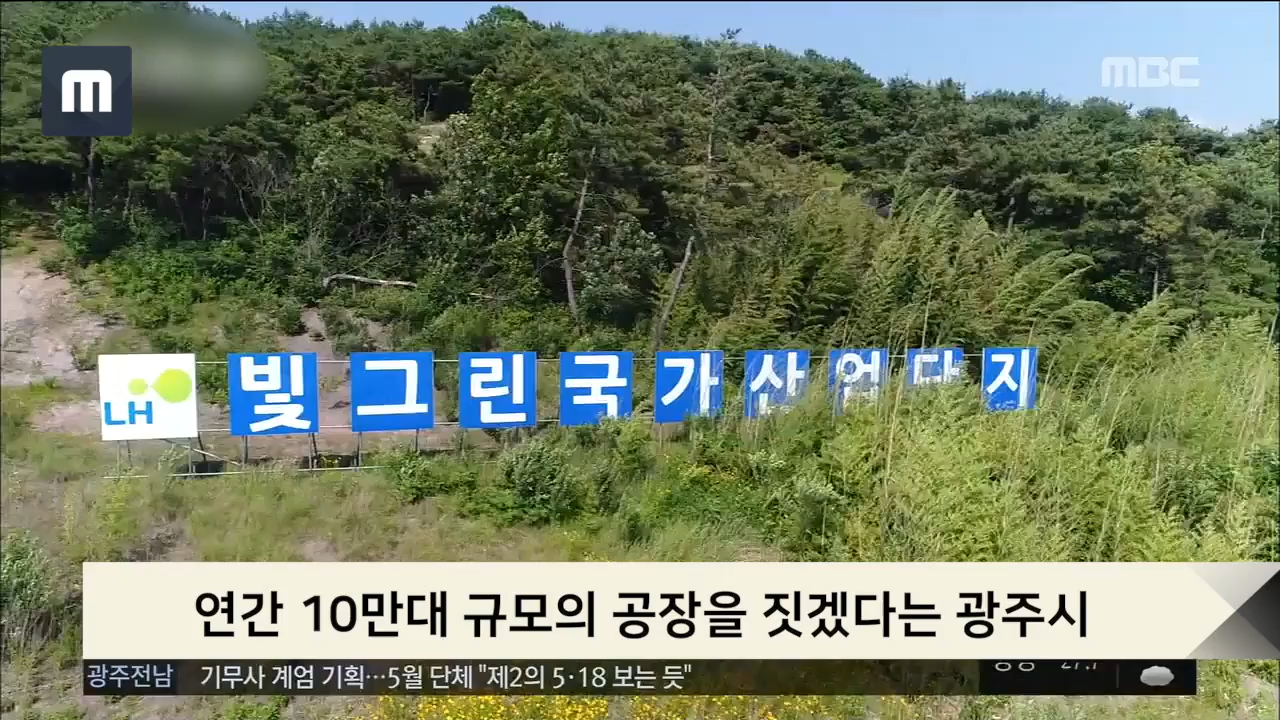 m
MBC
LH 빛그린국가산업단지
연간 10만대 규모의 공장을 짓겠다는 광주시
광주전남 기무사 계엄 기획…5월 단체 "제2의 5·18 보는 듯"